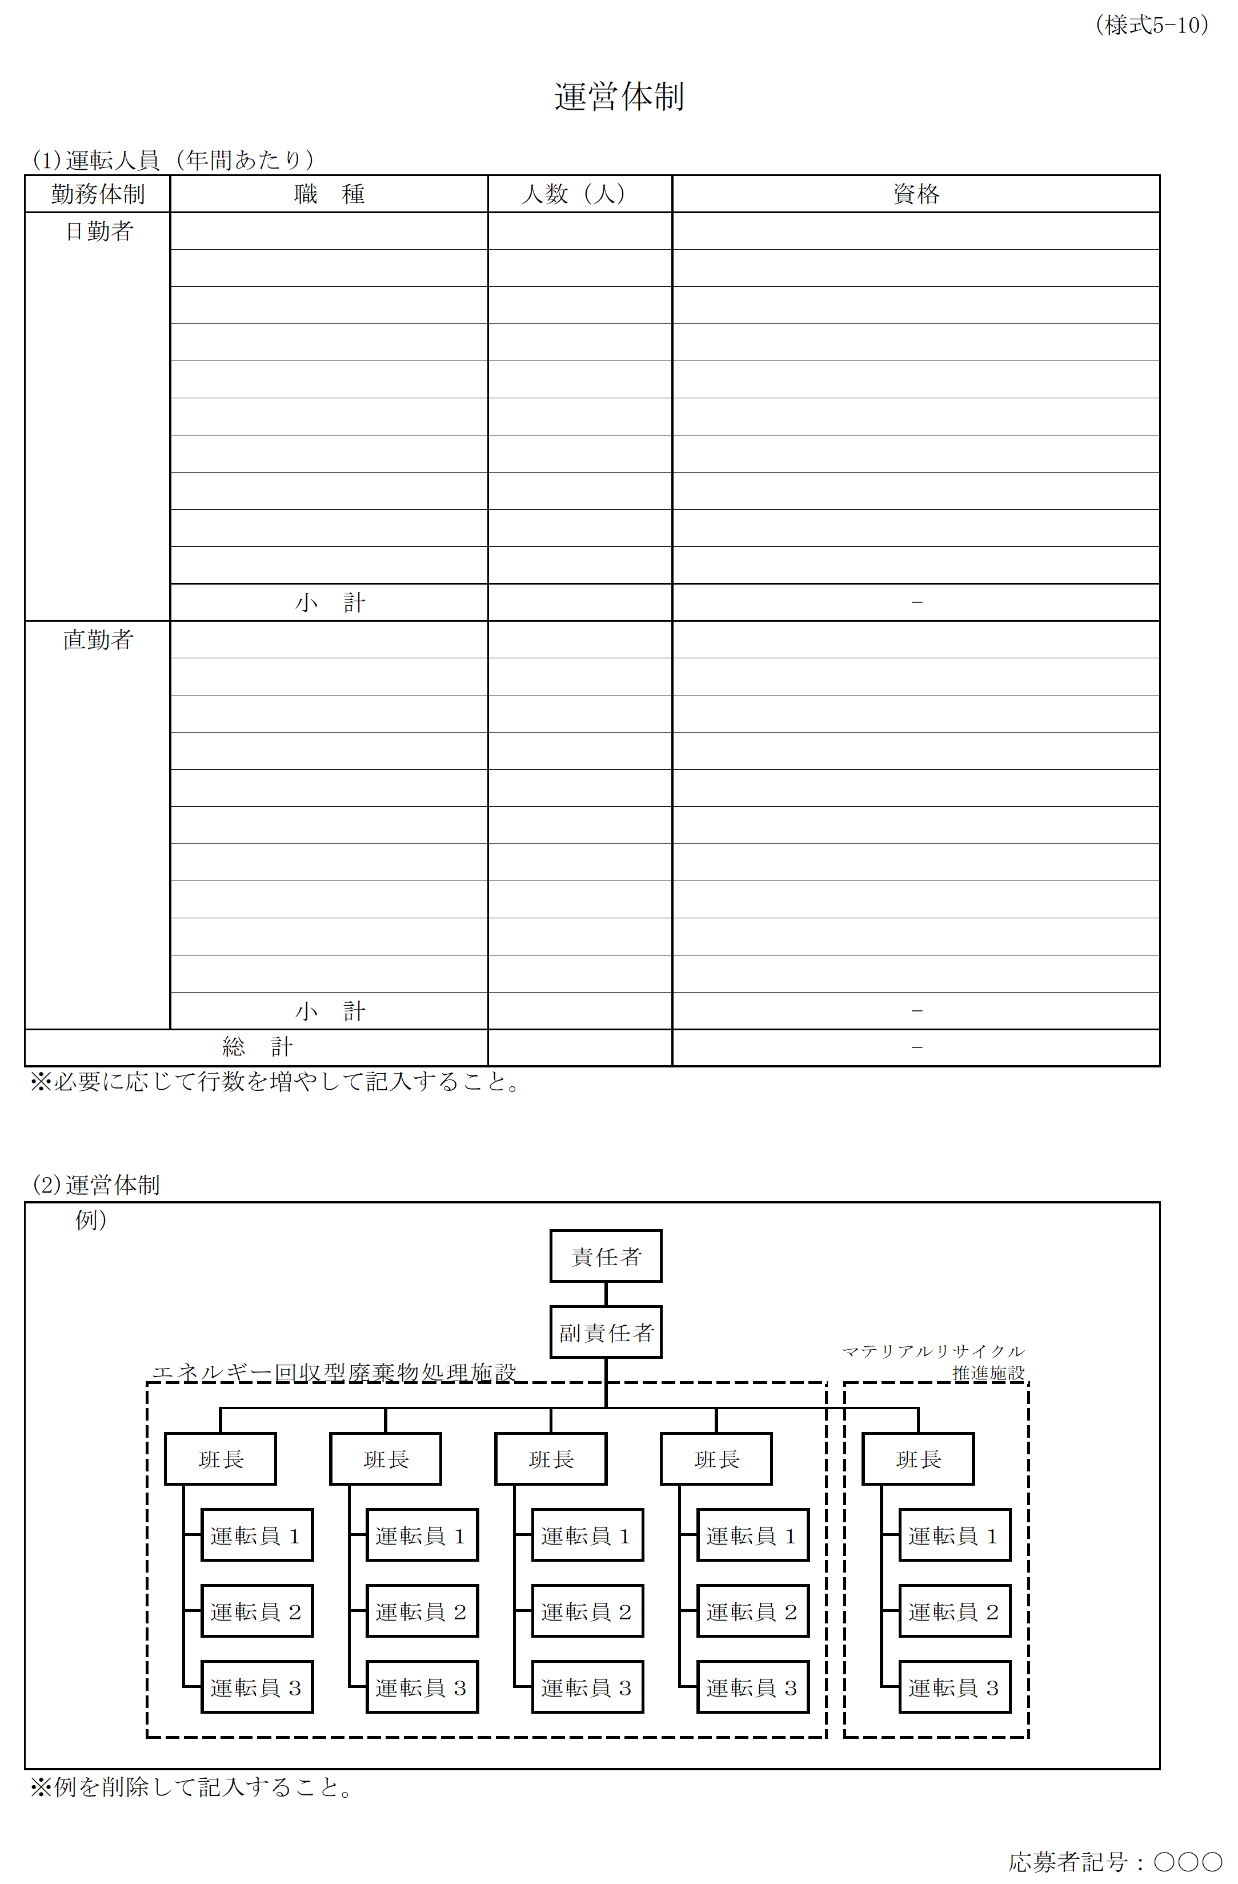 （様式5-10）
運営体制
(1)運転人員（年間あたり）
勤務体制 職　種 人数（人） 資格
日勤者
小　計 －
直勤者
小　計 －
総　計 －
※必要に応じて行数を増やして記入すること。
(2)運営体制
例）
責任者
副責任者
エネルギー回収型廃棄物処理施設
マテリアルリサイクル
推進施設
班長 班長 班長 班長 班長
運転員１ 運転員１ 運転員１ 運転員１ 運転員１
運転員２ 運転員２ 運転員２ 運転員２ 運転員２
運転員３ 運転員３ 運転員３ 運転員３ 運転員３
※例を削除して記入すること。
応募者記号：○○○